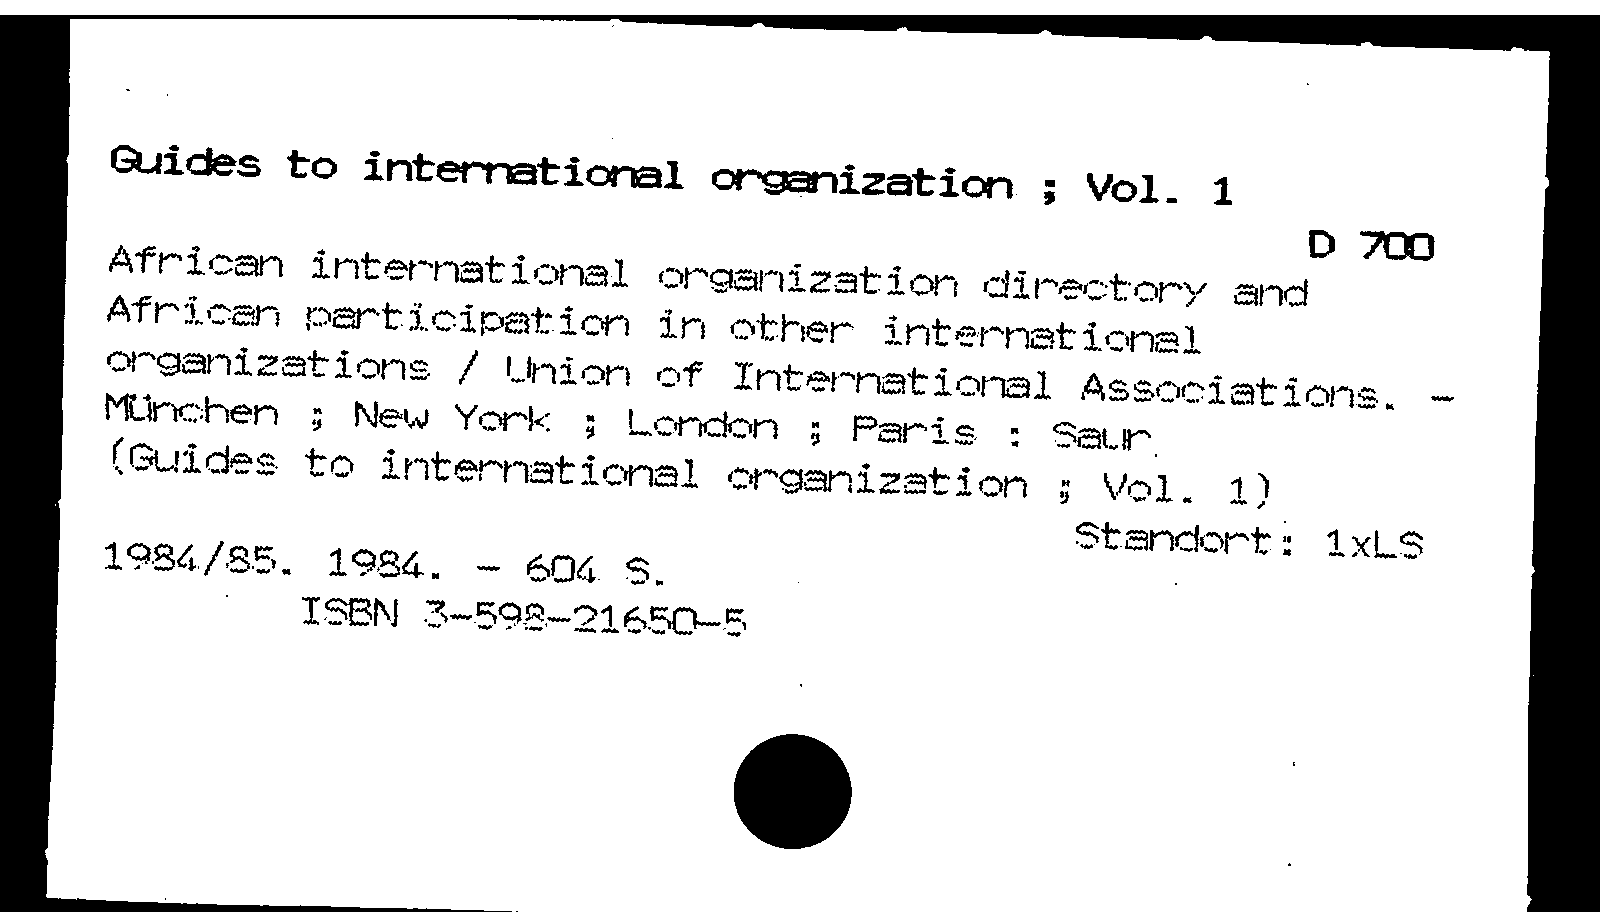 Guides to international organization ; Vol. 1
D 700
African international organization directory and
African participation in other international
organizations / Union of International Associations. -
München ; New York ; London ; Paris : Saur.
(Guides to international organization ; Vol. 1)
Standort: 1xLS
1984/85. 1984. - 604 S.
ISBN 3-598-21650-5